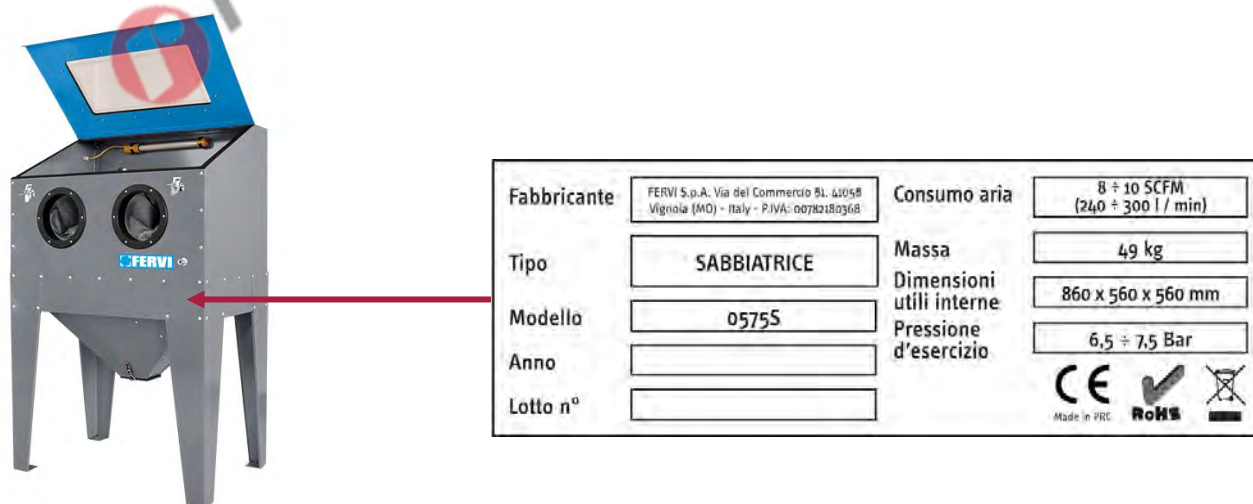 FERVI
Fabbricante
FERVI S.p.A. Via del Commercio 81. 41058
Vignola (MO) - Italy - P.IVA: 00782180368
Tipo
SABBIATRICE
Modello
0575S
Anno
Lotto n°
Consumo aria
8 ÷ 10 SCFM
(240 ÷ 300 l / min)
Massa
49 kg
Dimensioni
utili interne
860 x 560 x 560 mm
Pressione
d'esercizio
6,5 ÷ 7,5 Bar
CE
Made in PRC
RoHS